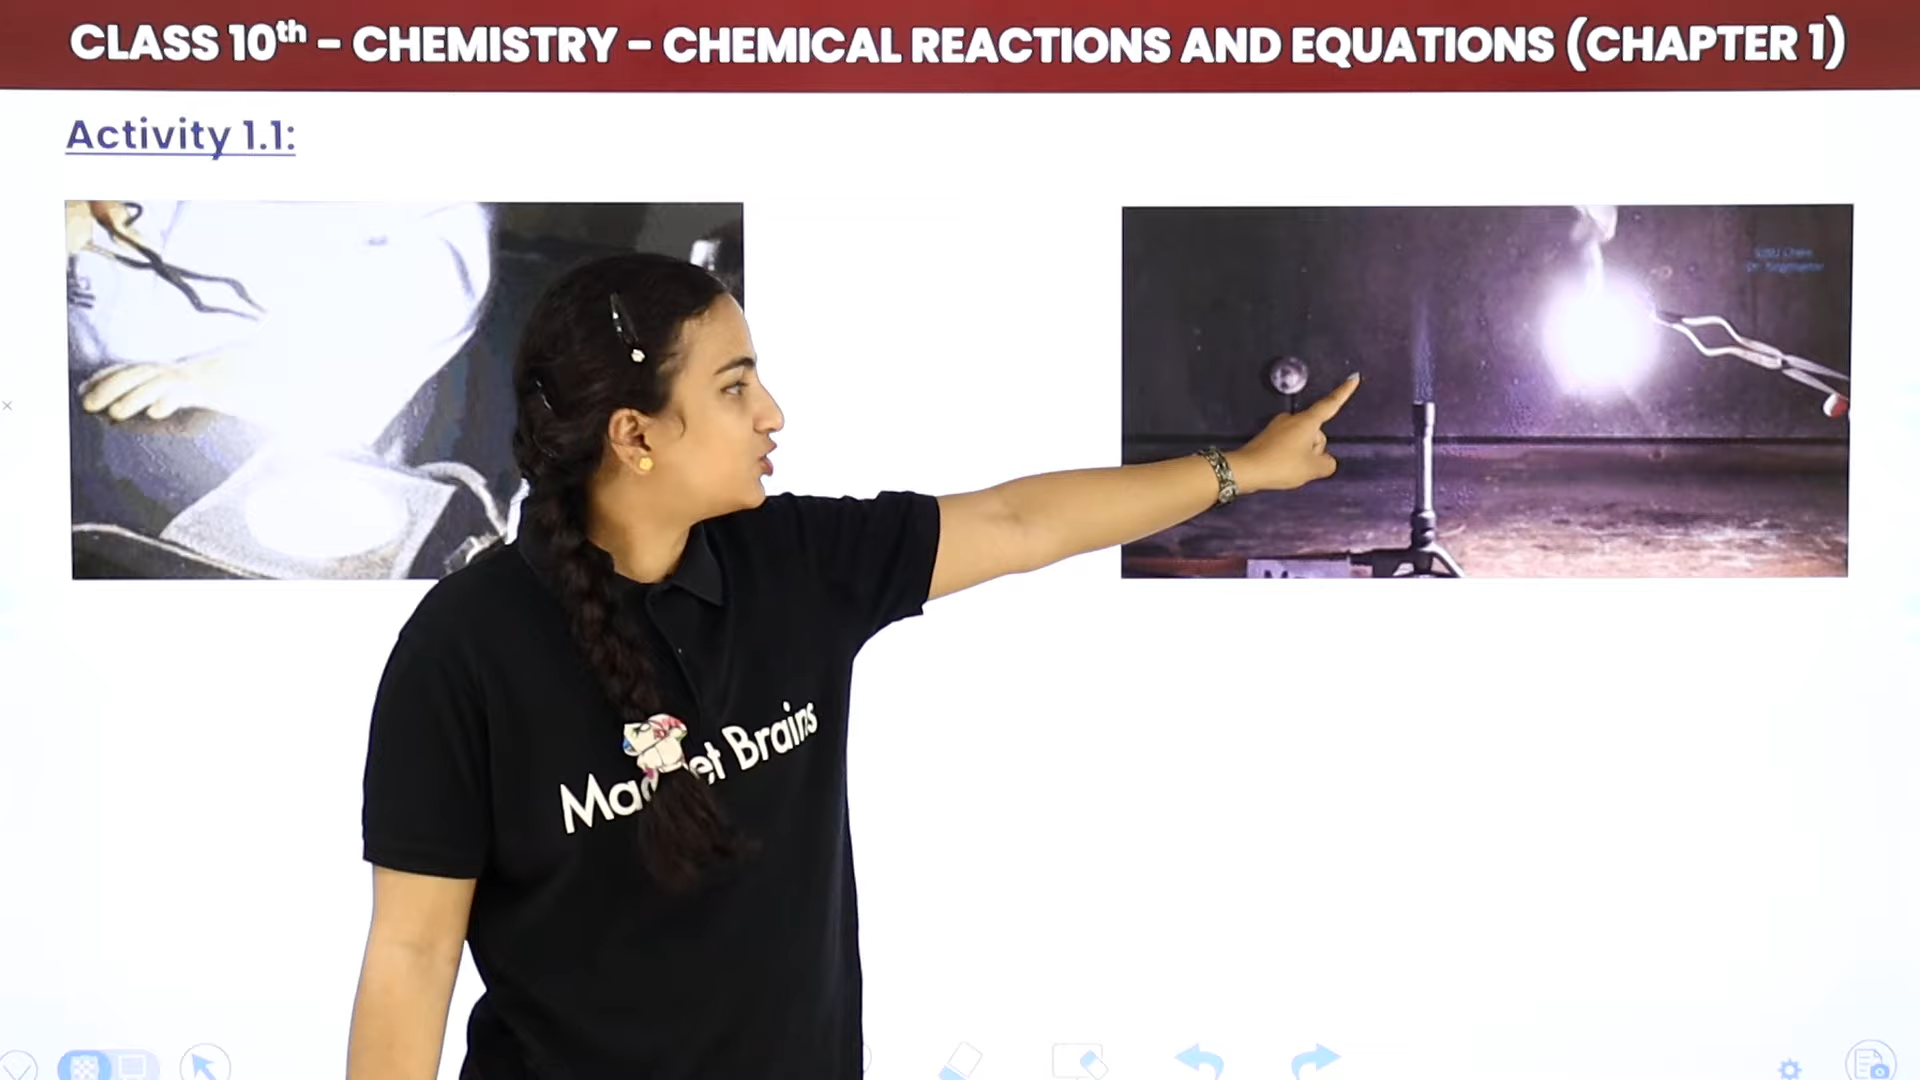 CLASS 10th - CHEMISTRY - CHEMICAL REACTIONS AND EQUATIONS (CHAPTER 1)
Activity 1.1:
Brains